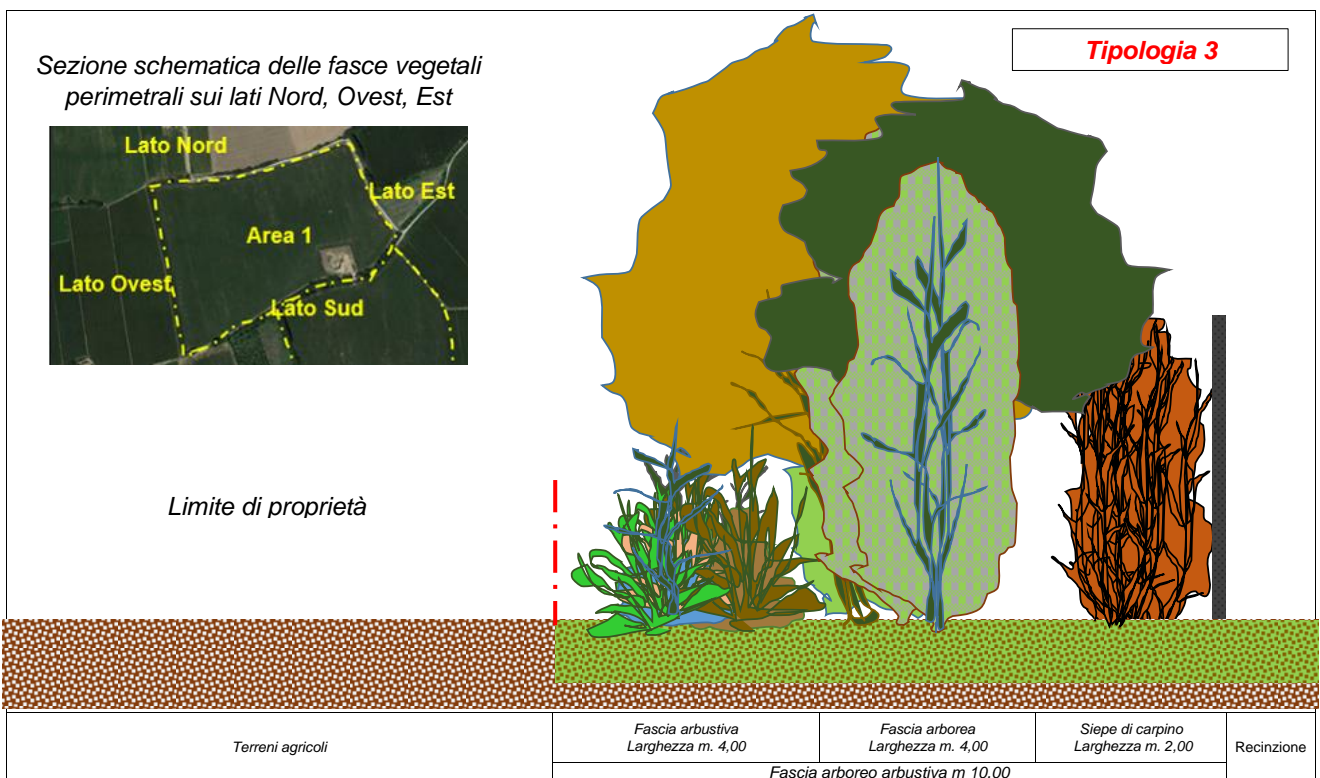 Tipologia 3
Sezione schematica delle fasce vegetali
perimetrali sui lati Nord, Ovest, Est
Lato Nord
Lato Est
Area 1
Lato Ovest
Lato Sud
Limite di proprietà
Terreni agricoli
Fascia arbustiva
Larghezza m. 4,00
Fascia arborea
Larghezza m. 4,00
Siepe di carpino
Larghezza m. 2,00
Recinzione
Fascia arboreo arbustiva m 10.00